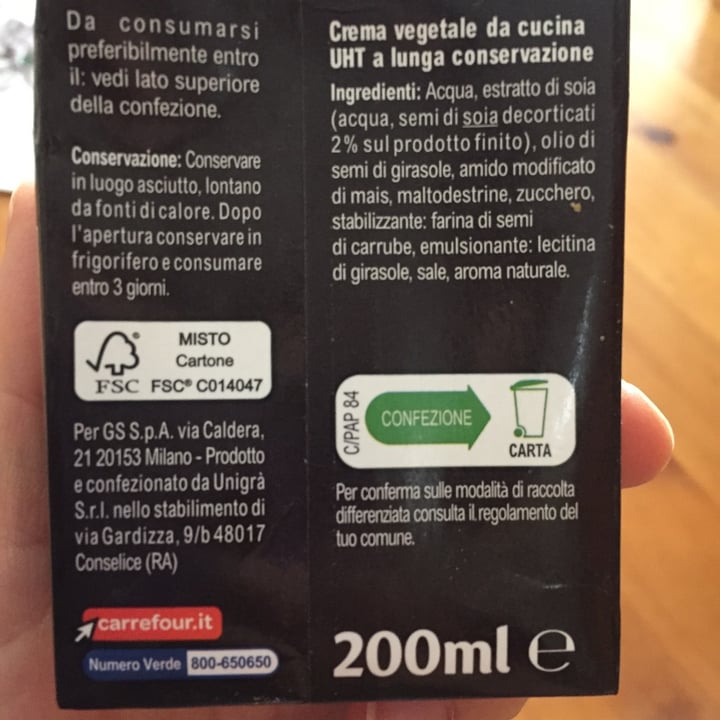 Da consumarsi
preferibilmente entro
il: vedi lato superiore
della confezione.
Conservazione: Conservare
in luogo asciutto, lontano
da fonti di calore. Dopo
l'apertura conservare in
frigorifero e consumare
entro 3 giorni.
MISTO
Cartone
FSC FSC® C014047
Per GS S.p.A. via Caldera,
21 20153 Milano - Prodotto
e confezionato da Unigrà
S.r.l. nello stabilimento di
via Gardizza, 9/b 48017
Conselice (RA)
carrefour.it
Numero Verde 800-650650
Crema vegetale da cucina
UHT a lunga conservazione
Ingredienti: Acqua, estratto di soia
(acqua, semi di soia decorticati
2% sul prodotto finito), olio di
semi di girasole, amido modificato
di mais, maltodestrine, zucchero,
stabilizzante: farina di semi
di carrube, emulsionante: lecitina
di girasole, sale, aroma naturale.
C/PAP 84
CONFEZIONE
CARTA
Per conferma sulle modalità di raccolta
differenziata consulta il regolamento del
tuo comune.
200ml e